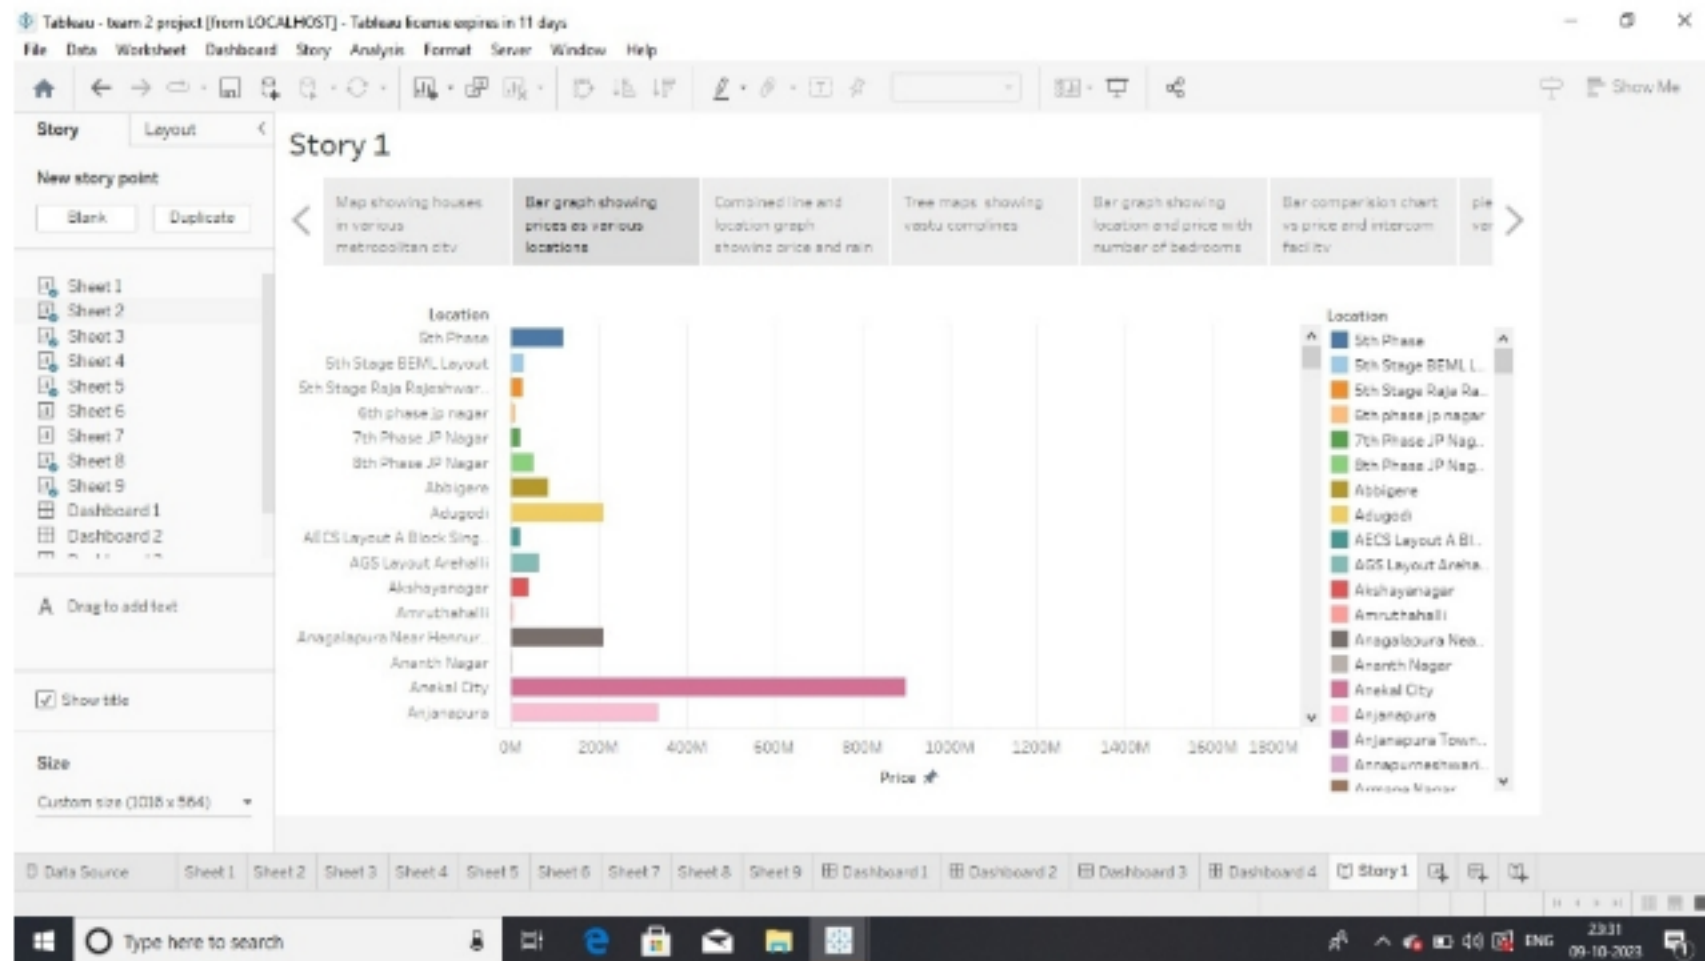 Tableau - team 2 project [from LOCALHOST] - Tableau license expires in 11 days
File Data Worksheet Dashboard Story Analysis Format Server Window Help
Show Me
Story Layout
New story point
Blank Duplicate
Sheet 1
Sheet 2
Sheet 3
Sheet 4
Sheet 5
Sheet 6
Sheet 7
Sheet 8
Sheet 9
Dashboard 1
Dashboard 2
A Drag to add text
Show title
Size
Custom size (1018 x 564)
Story 1
Map showing houses
in various
metropolitan city
Bar graph showing
prices as various
locations
Combined line and
location graph
showing price and rain
Tree maps showing
vastu complines
Bar graph showing
location and price with
number of bedrooms
Bar comparision chart
vs price and intercom
facility
pie
var
Location
5th Phase
5th Stage BEML Layout
5th Stage Raja Rajeshwar..
6th phase jp nagar
7th Phase JP Nagar
8th Phase JP Nagar
Abbigere
Adugodi
AECS Layout A Block Sing..
AGS Layout Arehalli
Akshayanagar
Amruthahalli
Anagalapura Near Hennur..
Ananth Nagar
Anekal City
Anjanapura
0M 200M 400M 600M 800M 1000M 1200M 1400M 1600M 1800M
Price
Location
5th Phase
5th Stage BEML L..
5th Stage Raja Ra..
6th phase jp nagar
7th Phase JP Nag..
8th Phase JP Nag..
Abbigere
Adugodi
AECS Layout A Bl..
AGS Layout Areha..
Akshayanagar
Amruthahalli
Anagalapura Nea..
Ananth Nagar
Anekal City
Anjanapura
Anjanapura Town..
Annapurneshwari..
Data Source Sheet 1 Sheet 2 Sheet 3 Sheet 4 Sheet 5 Sheet 6 Sheet 7 Sheet 8 Sheet 9 Dashboard 1 Dashboard 2 Dashboard 3 Dashboard 4 Story 1
Type here to search
ENG
23:31
09-10-2023